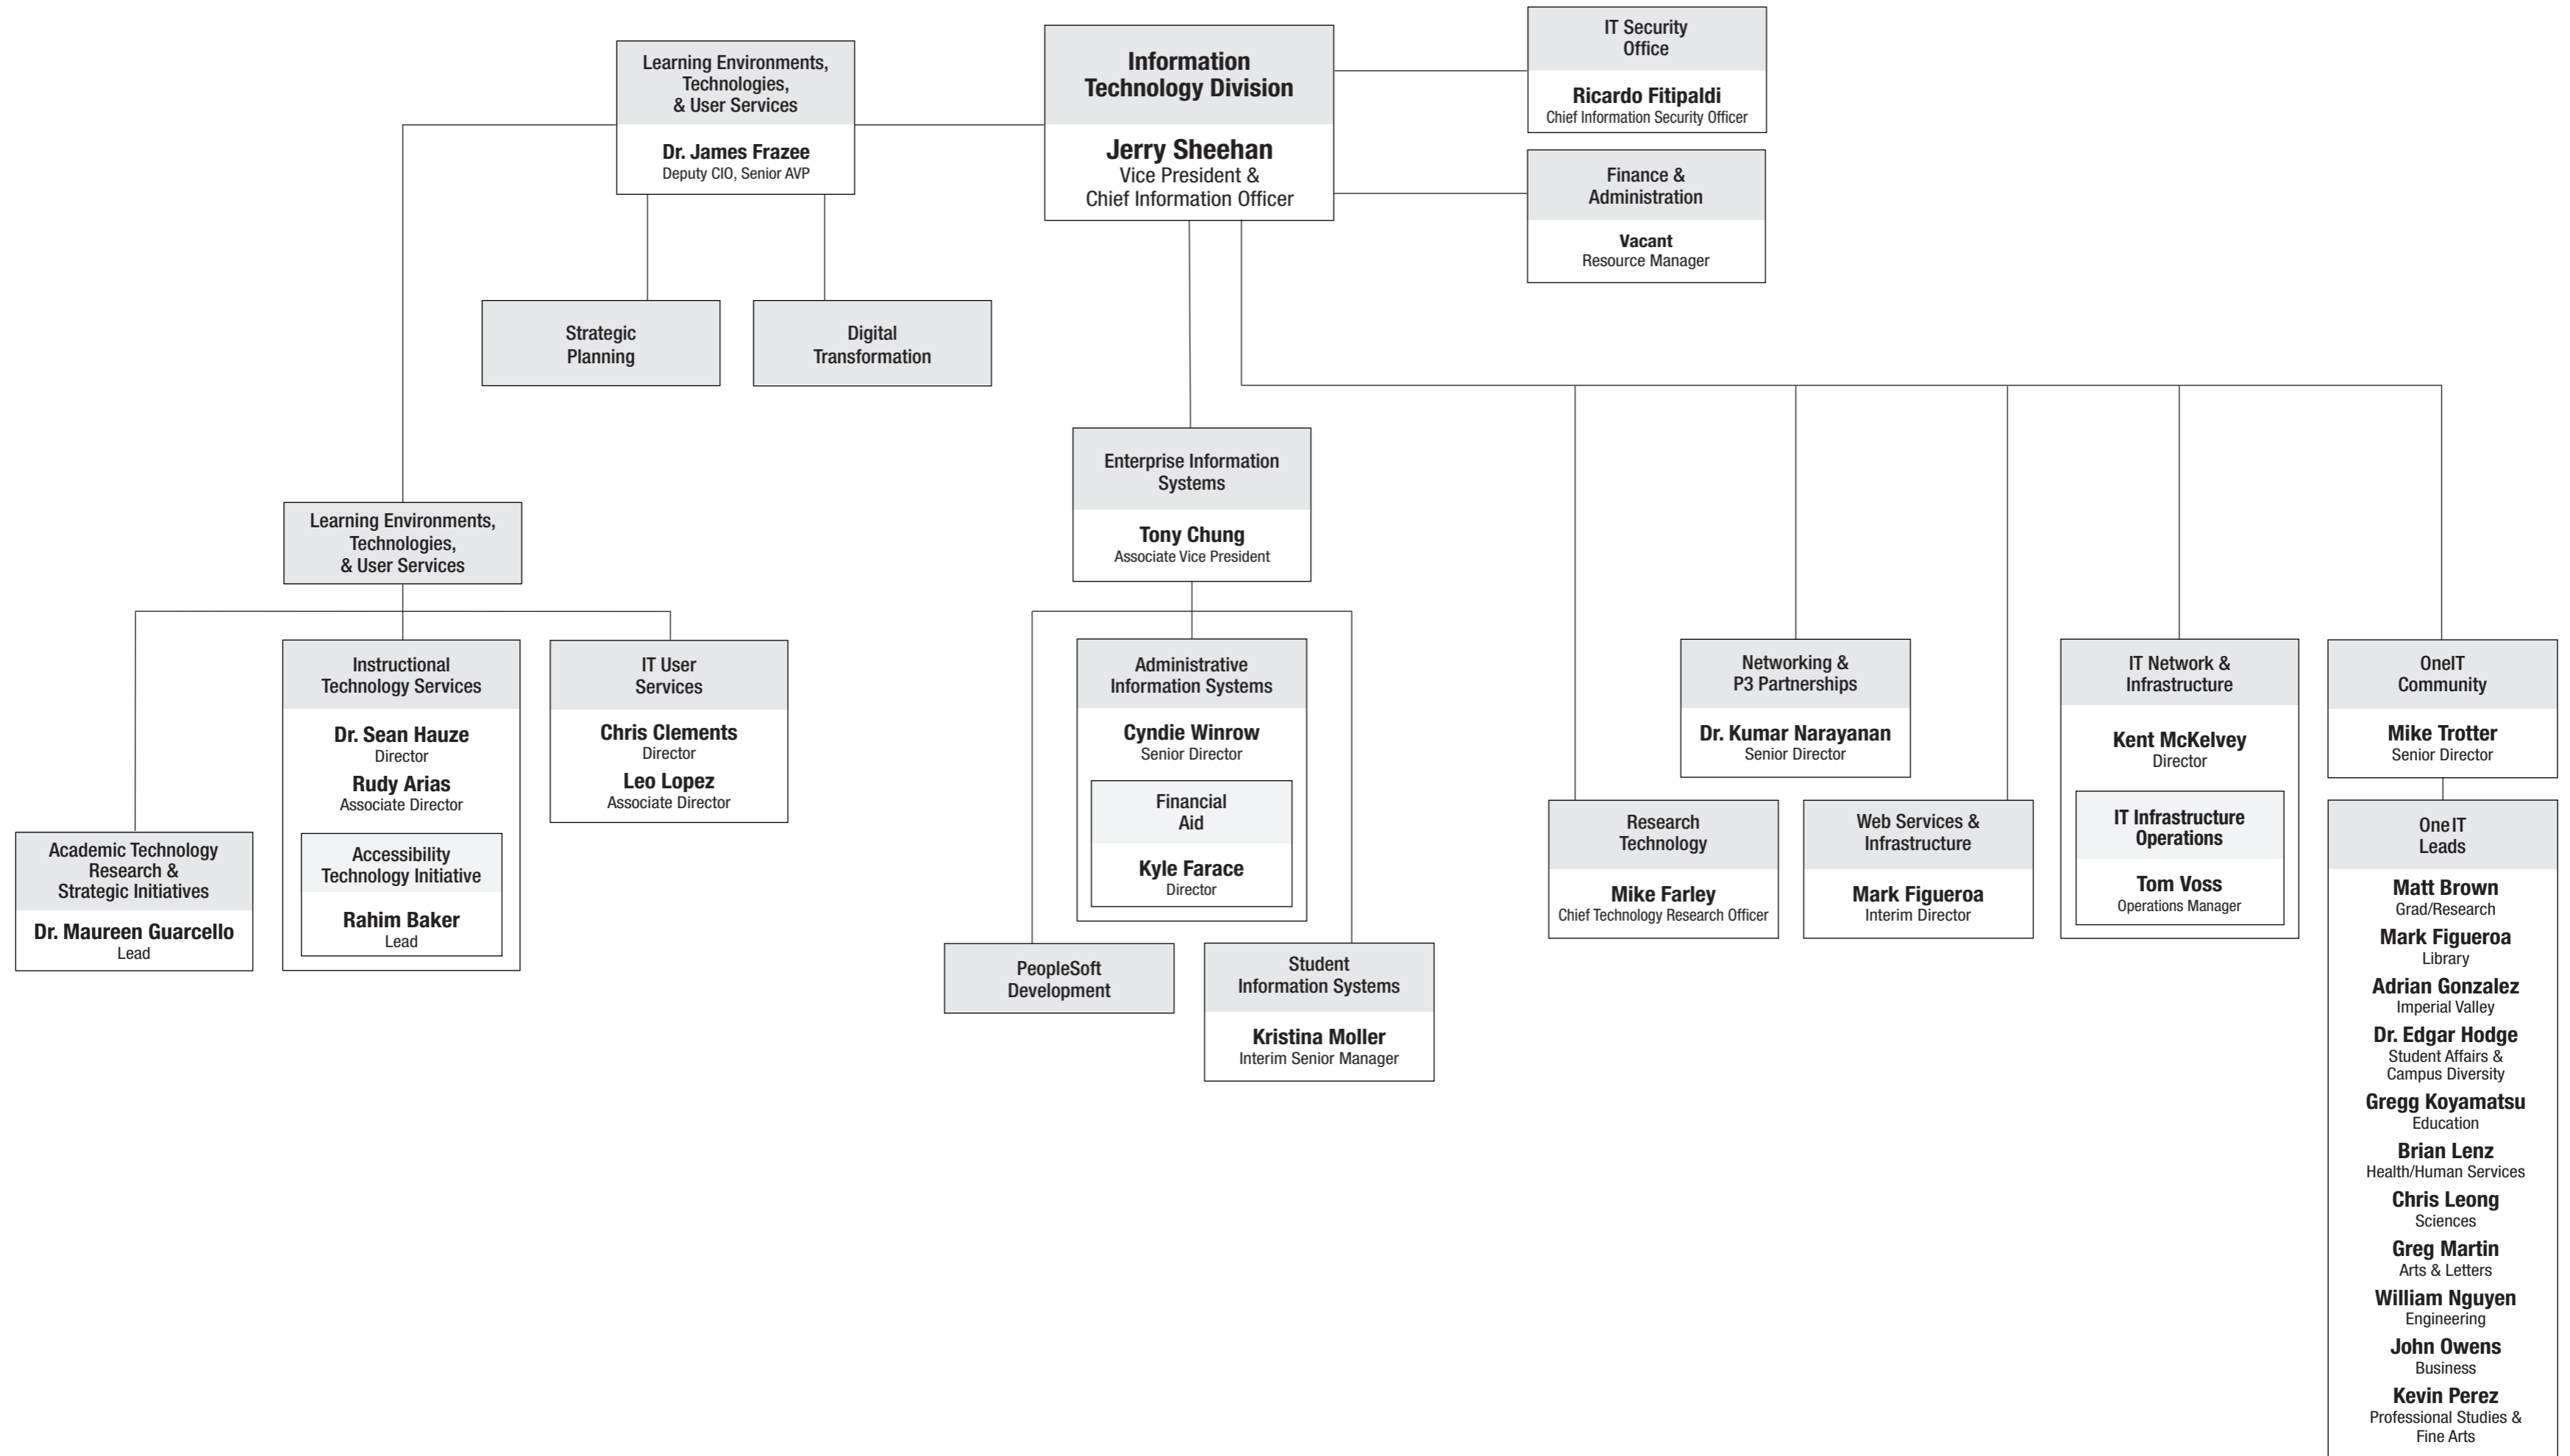 Information
Technology Division
Jerry Sheehan
Vice President &
Chief Information Officer
Learning Environments,
Technologies,
& User Services
Dr. James Frazee
Deputy CIO, Senior AVP
IT Security
Office
Ricardo Fitipaldi
Chief Information Security Officer
Finance &
Administration
Vacant
Resource Manager
Strategic
Planning
Digital
Transformation
Learning Environments,
Technologies,
& User Services
Academic Technology
Research &
Strategic Initiatives
Dr. Maureen Guarcello
Lead
Instructional
Technology Services
Dr. Sean Hauze
Director
Rudy Arias
Associate Director
Accessibility
Technology Initiative
Rahim Baker
Lead
IT User
Services
Chris Clements
Director
Leo Lopez
Associate Director
Enterprise Information
Systems
Tony Chung
Associate Vice President
PeopleSoft
Development
Administrative
Information Systems
Cyndie Winrow
Senior Director
Financial
Aid
Kyle Farace
Director
Student
Information Systems
Kristina Moller
Interim Senior Manager
Research
Technology
Mike Farley
Chief Technology Research Officer
Networking &
P3 Partnerships
Dr. Kumar Narayanan
Senior Director
Web Services &
Infrastructure
Mark Figueroa
Interim Director
IT Network &
Infrastructure
Kent McKelvey
Director
IT Infrastructure
Operations
Tom Voss
Operations Manager
OneIT
Community
Mike Trotter
Senior Director
OneIT
Leads
Matt Brown
Grad/Research
Mark Figueroa
Library
Adrian Gonzalez
Imperial Valley
Dr. Edgar Hodge
Student Affairs &
Campus Diversity
Gregg Koyamatsu
Education
Brian Lenz
Health/Human Services
Chris Leong
Sciences
Greg Martin
Arts & Letters
William Nguyen
Engineering
John Owens
Business
Kevin Perez
Professional Studies &
Fine Arts